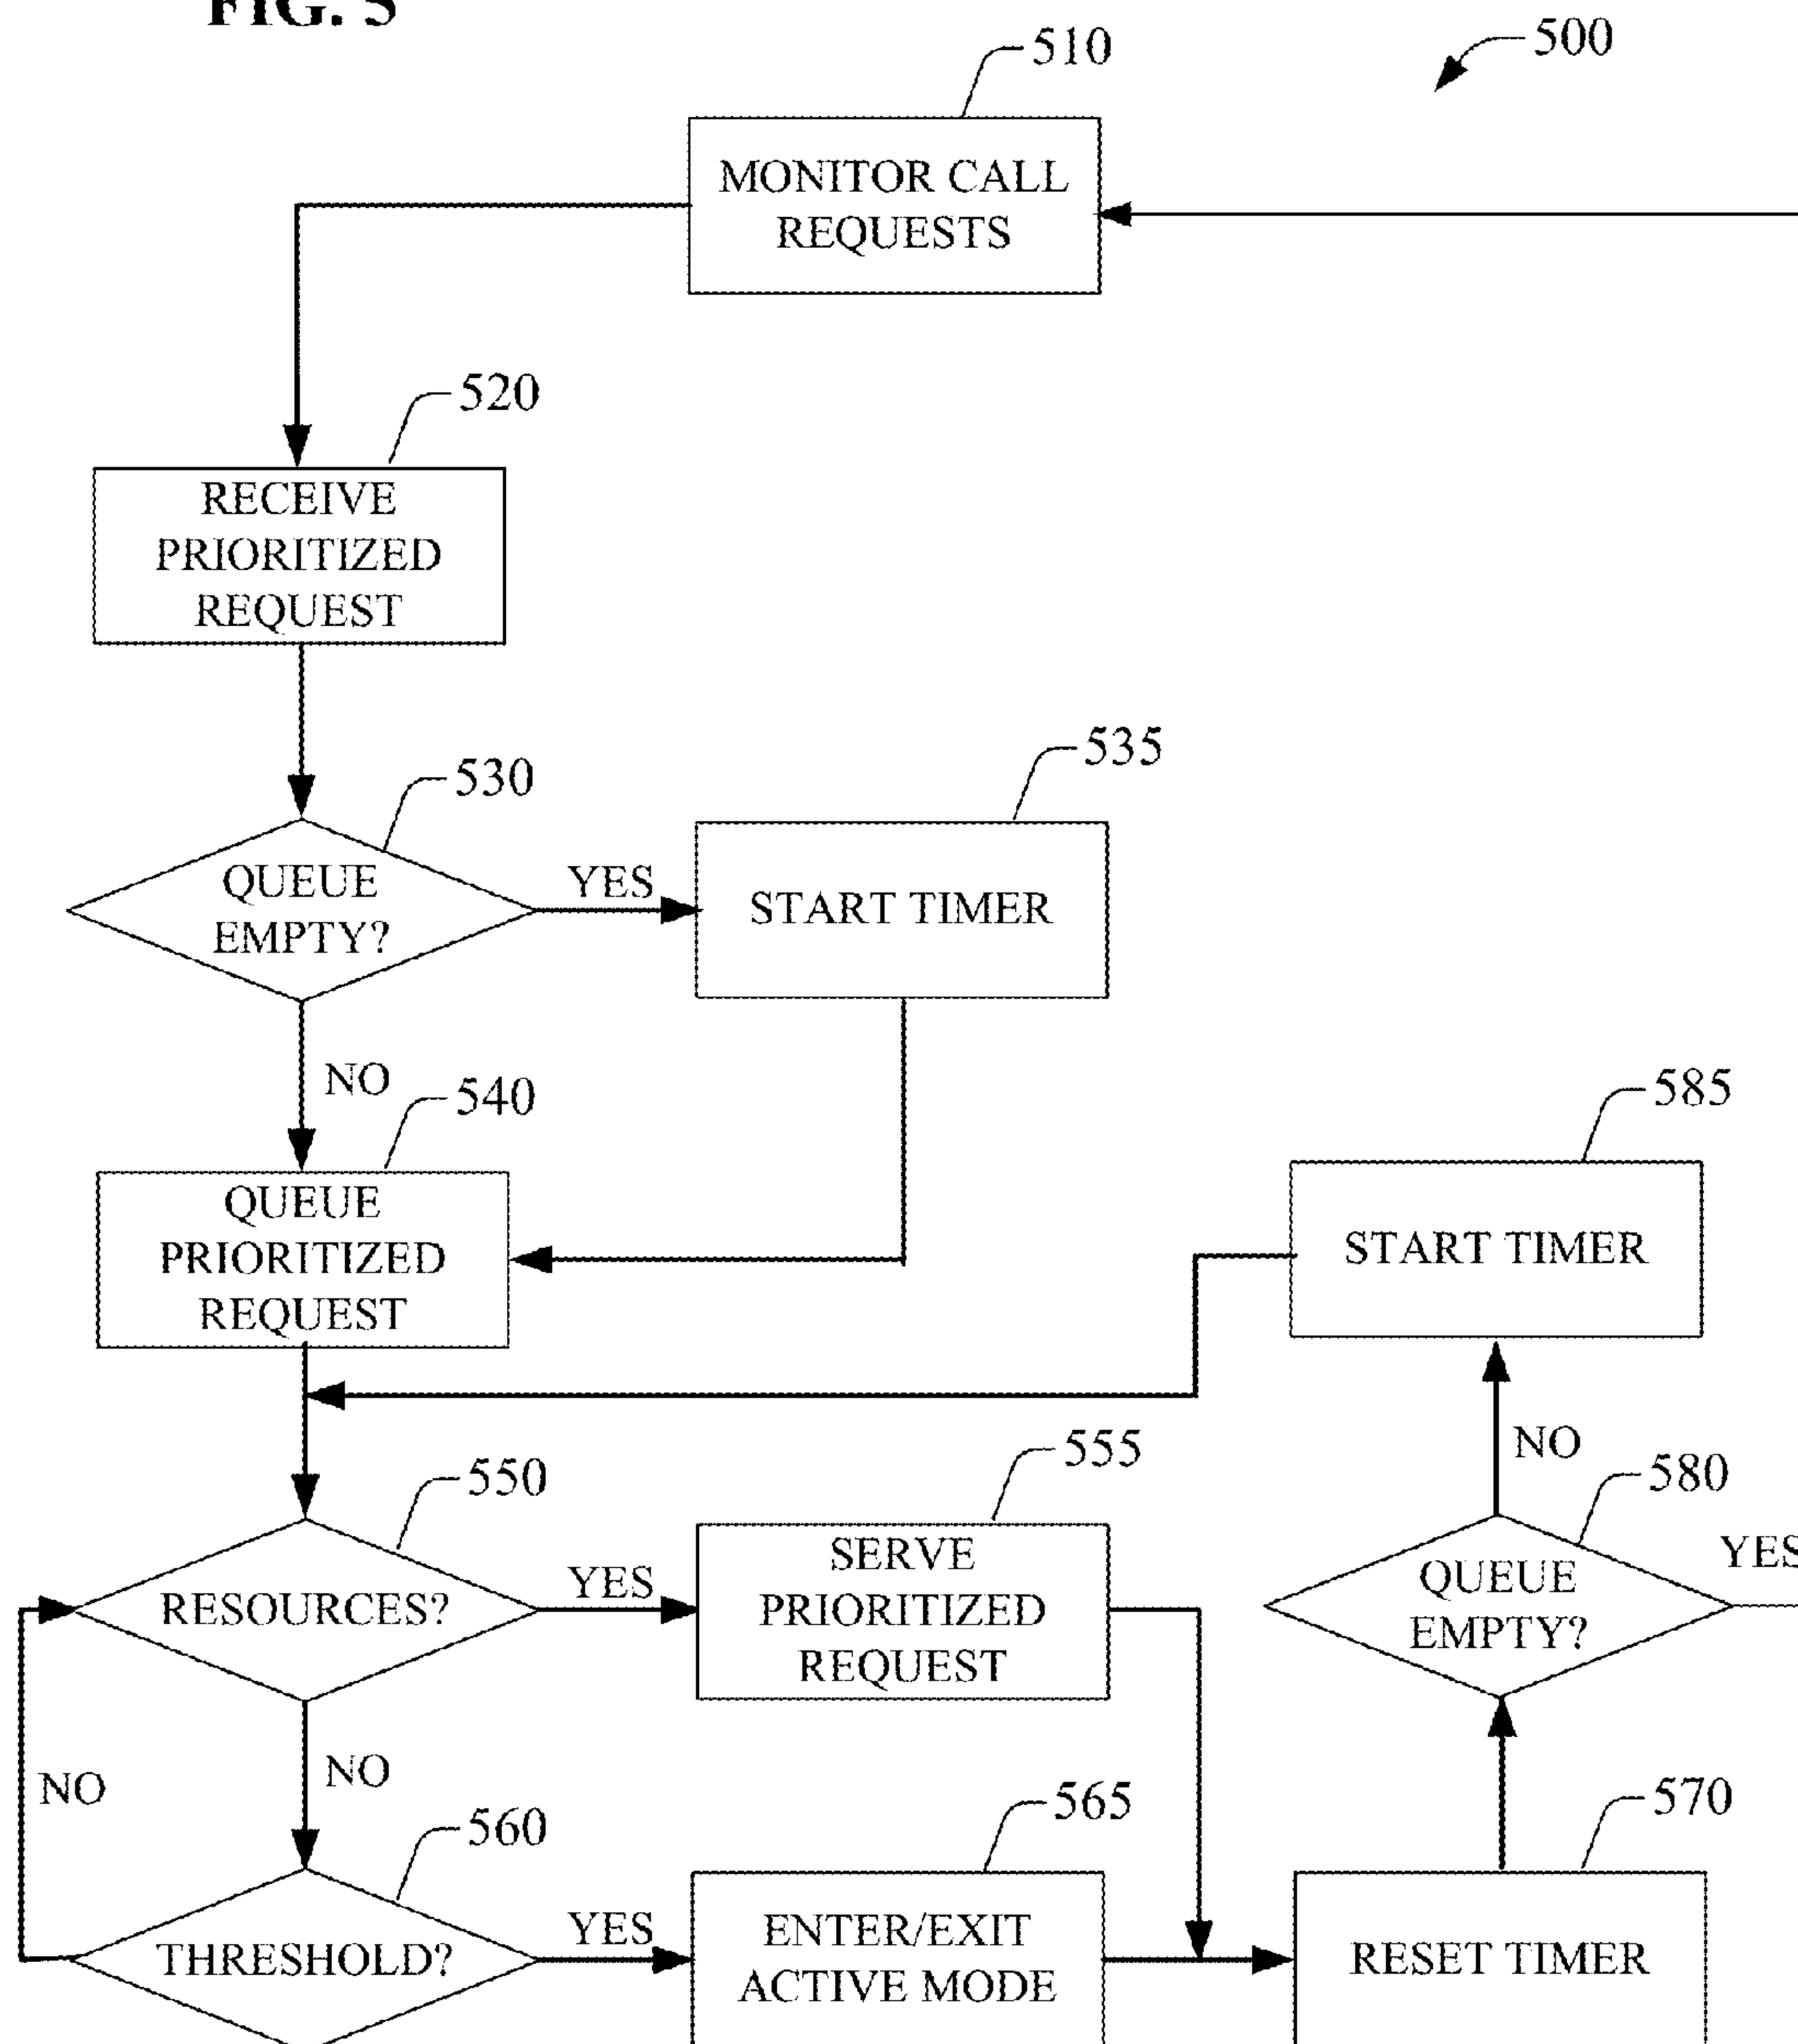 FIG. 5
500
510
MONITOR CALL
REQUESTS
520
RECEIVE
PRIORITIZED
REQUEST
530
QUEUE
EMPTY?
YES
535
START TIMER
NO
540
QUEUE
PRIORITIZED
REQUEST
585
START TIMER
550
RESOURCES?
YES
555
SERVE
PRIORITIZED
REQUEST
NO
580
QUEUE
EMPTY?
YES
NO
NO
560
THRESHOLD?
YES
565
ENTER/EXIT
ACTIVE MODE
570
RESET TIMER